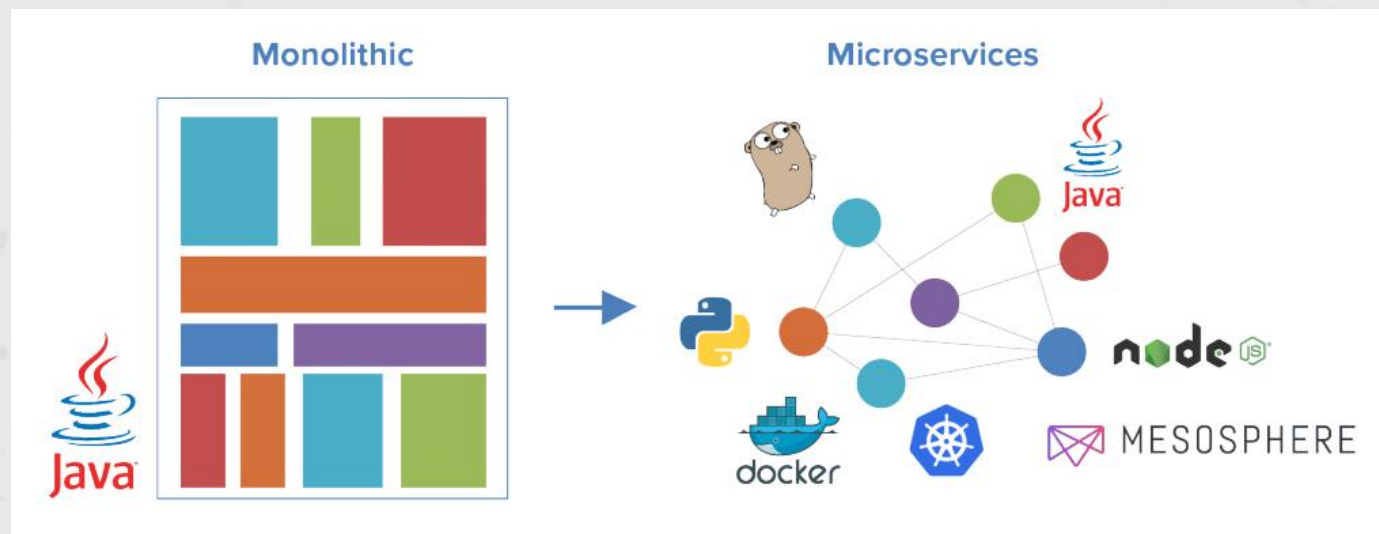 Monolithic
Microservices
Java
Java
node JS
docker
MESOSPHERE